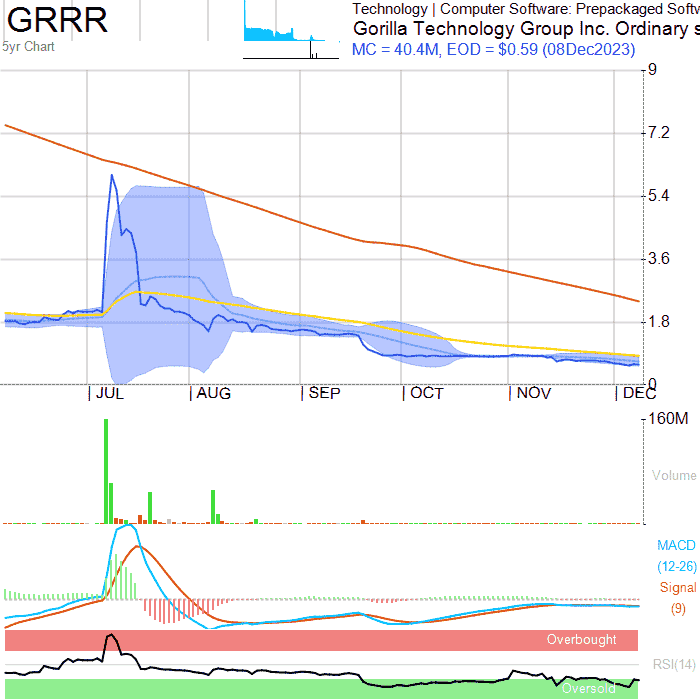 GRRR
5yr Chart
Technology | Computer Software: Prepackaged Softw
Gorilla Technology Group Inc. Ordinary s
MC = 40.4M, EOD = $0.59 (08Dec2023)
9
7.2
5.4
3.6
1.8
0
JUL AUG SEP OCT NOV DEC
160M
Volume
MACD
(12-26)
Signal
(9)
Overbought
RSI(14)
Oversold